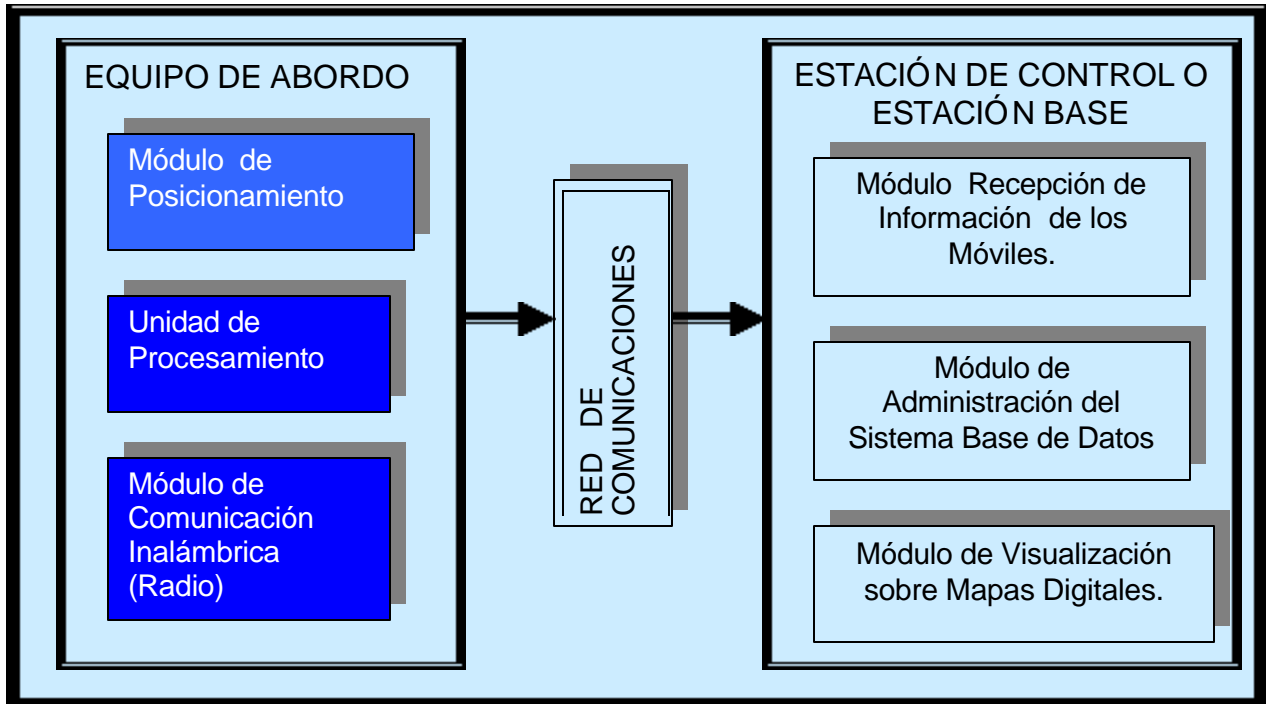 EQUIPO DE ABORDO
Módulo de
Posicionamiento
Unidad de
Procesamiento
Módulo de
Comunicación
Inalámbrica
(Radio)
RED DE
COMUNICACIONES
ESTACIÓN DE CONTROL O
ESTACIÓN BASE
Módulo Recepción de
Información de los
Móviles.
Módulo de
Administración del
Sistema Base de Datos
Módulo de Visualización
sobre Mapas Digitales.